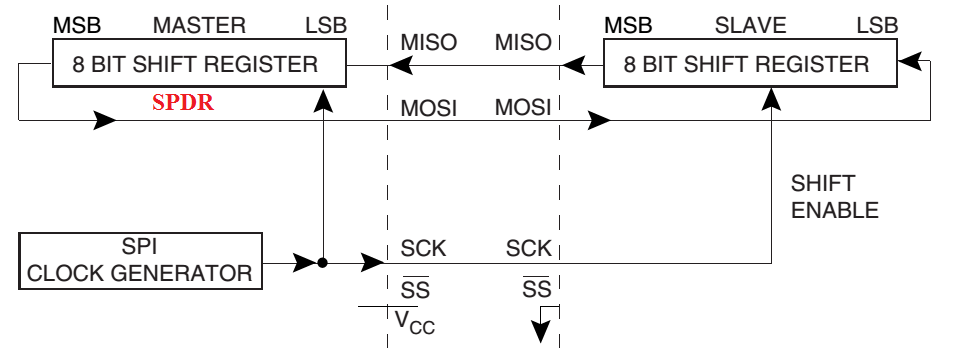 MSB MASTER LSB
MISO MISO
MSB SLAVE LSB
8 BIT SHIFT REGISTER
8 BIT SHIFT REGISTER
SPDR
MOSI MOSI
SHIFT
ENABLE
SPI
CLOCK GENERATOR
SCK SCK
SS SS
VCC